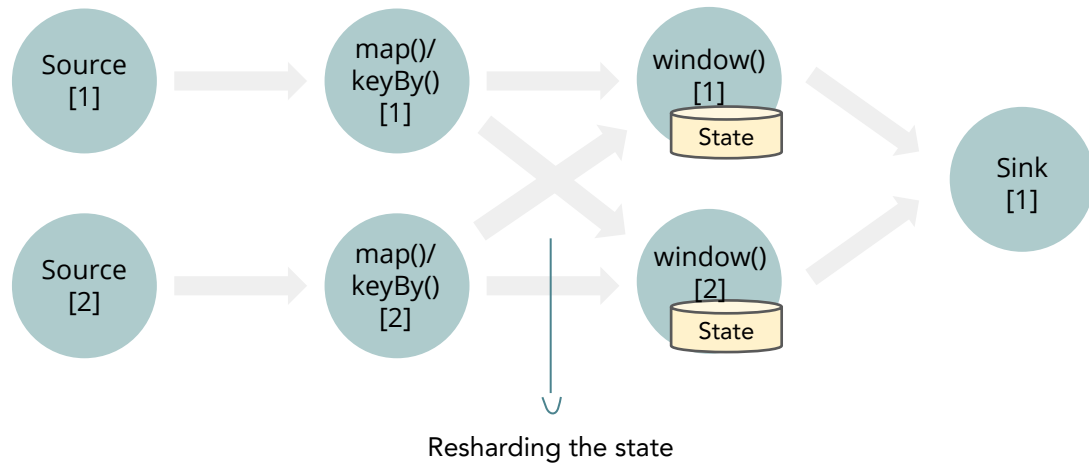 Source
[1]
map()/
keyBy()
[1]
window()
[1]
State
Source
[2]
map()/
keyBy()
[2]
window()
[2]
State
Sink
[1]
Resharding the state